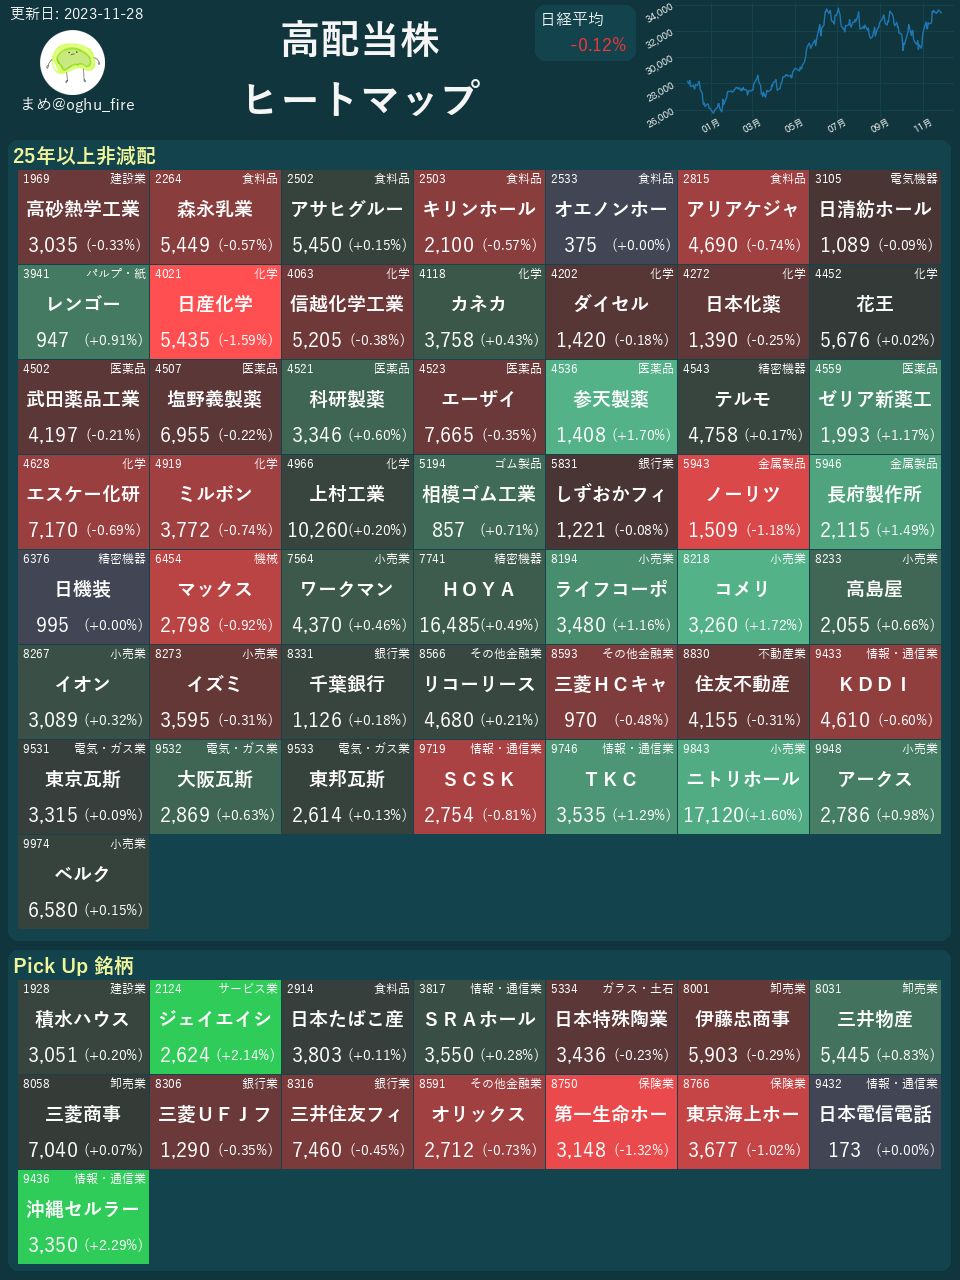 更新日: 2023-11-28
まめ@oghu_fire
高配当株
ヒートマップ
日経平均
-0.12%
34,000
32,000
30,000
28,000
26,000
01月 03月 05月 07月 09月 11月
25年以上非減配
1969 建設業 2264 食料品 2502 食料品 2503 食料品 2533 食料品 2815 食料品 3105 電気機器
高砂熱学工業 森永乳業 アサヒグルー キリンホール オエノンホー アリアケジャ 日清紡ホール
3,035 (-0.33%) 5,449 (-0.57%) 5,450 (+0.15%) 2,100 (-0.57%) 375 (+0.00%) 4,690 (-0.74%) 1,089 (-0.09%)
3941 パルプ・紙 4021 化学 4063 化学 4118 化学 4202 化学 4272 化学 4452 化学
レンゴー 日産化学 信越化学工業 カネカ ダイセル 日本化薬 花王
947 (+0.91%) 5,435 (-1.59%) 5,205 (-0.38%) 3,758 (+0.43%) 1,420 (-0.18%) 1,390 (-0.25%) 5,676 (+0.02%)
4502 医薬品 4507 医薬品 4521 医薬品 4523 医薬品 4536 医薬品 4543 精密機器 4559 医薬品
武田薬品工業 塩野義製薬 科研製薬 エーザイ 参天製薬 テルモ ゼリア新薬工
4,197 (-0.21%) 6,955 (-0.22%) 3,346 (+0.60%) 7,665 (-0.35%) 1,408 (+1.70%) 4,758 (+0.17%) 1,993 (+1.17%)
4628 化学 4919 化学 4966 化学 5194 ゴム製品 5831 銀行業 5943 金属製品 5946 金属製品
エスケー化研 ミルボン 上村工業 相模ゴム工業 しずおかフィ ノーリツ 長府製作所
7,170 (-0.69%) 3,772 (-0.74%) 10,260(+0.20%) 857 (+0.71%) 1,221 (-0.08%) 1,509 (-1.18%) 2,115 (+1.49%)
6376 精密機器 6454 機械 7564 小売業 7741 精密機器 8194 小売業 8218 小売業 8233 小売業
日機装 マックス ワークマン ＨＯＹＡ ライフコーポ コメリ 高島屋
995 (+0.00%) 2,798 (-0.92%) 4,370 (+0.46%) 16,485(+0.49%) 3,480 (+1.16%) 3,260 (+1.72%) 2,055 (+0.66%)
8267 小売業 8273 小売業 8331 銀行業 8566 その他金融業 8593 その他金融業 8830 不動産業 9433 情報・通信業
イオン イズミ 千葉銀行 リコーリース 三菱ＨＣキャ 住友不動産 ＫＤＤＩ
3,089 (+0.32%) 3,595 (-0.31%) 1,126 (+0.18%) 4,680 (+0.21%) 970 (-0.48%) 4,155 (-0.31%) 4,610 (-0.60%)
9531 電気・ガス業 9532 電気・ガス業 9533 電気・ガス業 9719 情報・通信業 9746 情報・通信業 9843 小売業 9948 小売業
東京瓦斯 大阪瓦斯 東邦瓦斯 ＳＣＳＫ ＴＫＣ ニトリホール アークス
3,315 (+0.09%) 2,869 (+0.63%) 2,614 (+0.13%) 2,754 (-0.81%) 3,535 (+1.29%) 17,120(+1.60%) 2,786 (+0.98%)
9974 小売業
ベルク
6,580 (+0.15%)
Pick Up 銘柄
1928 建設業 2124 サービス業 2914 食料品 3817 情報・通信業 5334 ガラス・土石 8001 卸売業 8031 卸売業
積水ハウス ジェイエイシ 日本たばこ産 ＳＲＡホール 日本特殊陶業 伊藤忠商事 三井物産
3,051 (+0.20%) 2,624 (+2.14%) 3,803 (+0.11%) 3,550 (+0.28%) 3,436 (-0.23%) 5,903 (-0.29%) 5,445 (+0.83%)
8058 卸売業 8306 銀行業 8316 銀行業 8591 その他金融業 8750 保険業 8766 保険業 9432 情報・通信業
三菱商事 三菱ＵＦＪフ 三井住友フィ オリックス 第一生命ホー 東京海上ホー 日本電信電話
7,040 (+0.07%) 1,290 (-0.35%) 7,460 (-0.45%) 2,712 (-0.73%) 3,148 (-1.32%) 3,677 (-1.02%) 173 (+0.00%)
9436 情報・通信業
沖縄セルラー
3,350 (+2.29%)